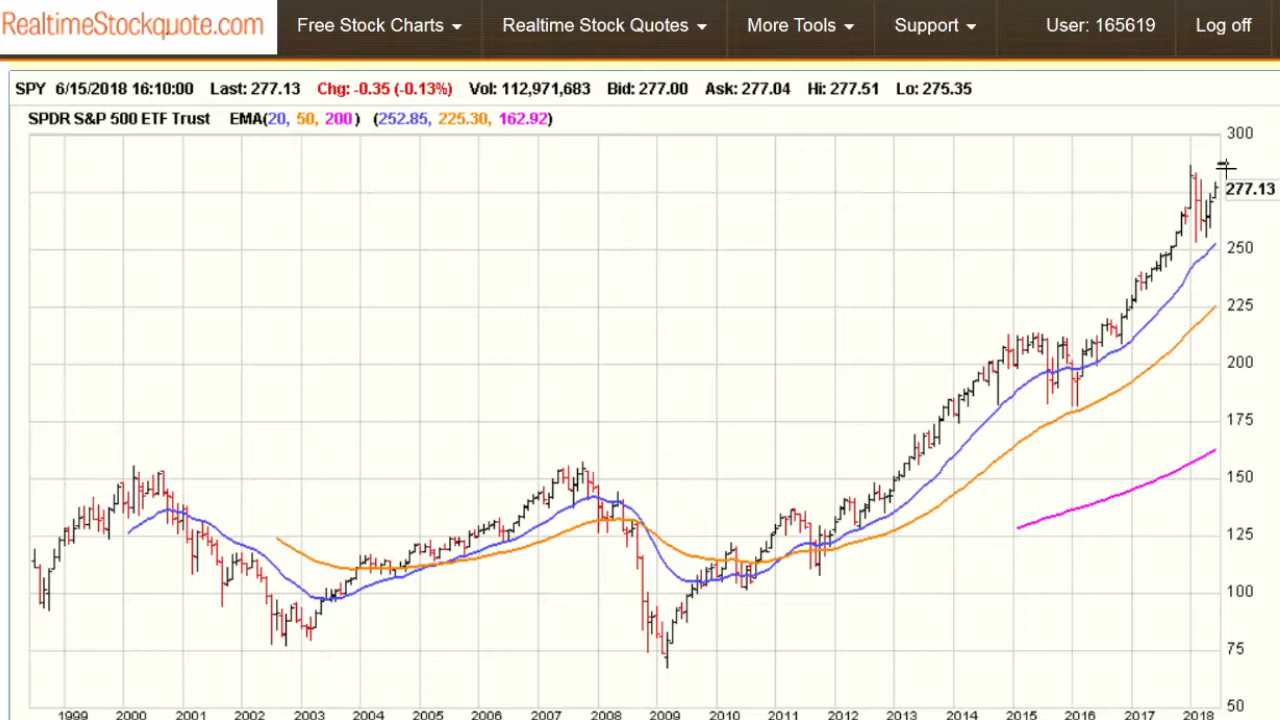 RealtimeStockquote.com Free Stock Charts Realtime Stock Quotes More Tools Support User: 165619 Log off
SPY 6/15/2018 16:10:00 Last: 277.13 Chg: -0.35 (-0.13%) Vol: 112,971,683 Bid: 277.00 Ask: 277.04 Hi: 277.51 Lo: 275.35
SPDR S&P 500 ETF Trust EMA(20, 50, 200) (252.85, 225.30, 162.92)
300
277.13
250
225
200
175
150
125
100
75
50
1999 2000 2001 2002 2003 2004 2005 2006 2007 2008 2009 2010 2011 2012 2013 2014 2015 2016 2017 2018